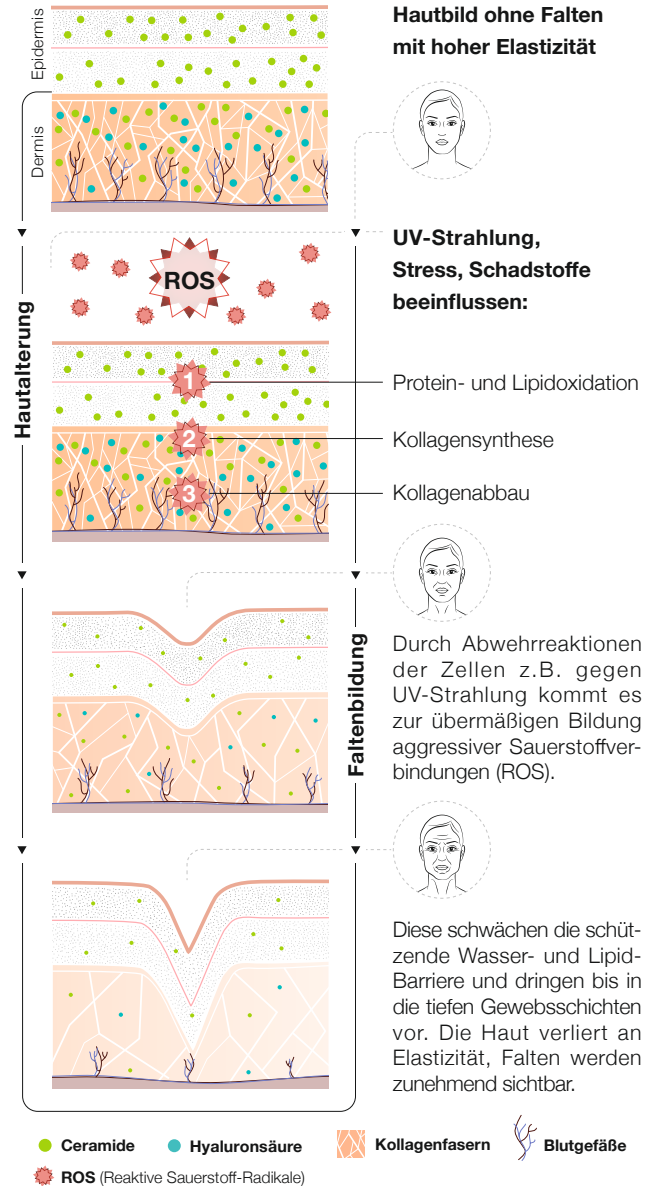 Hautbild ohne Falten
mit hoher Elastizität
Epidermis
Dermis
UV-Strahlung,
Stress, Schadstoffe
beeinflussen:
ROS
Hautalterung
1
Protein- und Lipidoxidation
2
Kollagensynthese
3
Kollagenabbau
Faltenbildung
Durch Abwehrreaktionen
der Zellen z.B. gegen
UV-Strahlung kommt es
zur übermäßigen Bildung
aggressiver Sauerstoffver-
bindungen (ROS).
Diese schwächen die schüt-
zende Wasser- und Lipid-
Barriere und dringen bis in
die tiefen Gewebsschichten
vor. Die Haut verliert an
Elastizität, Falten werden
zunehmend sichtbar.
Ceramide Hyaluronsäure Kollagenfasern Blutgefäße
ROS (Reaktive Sauerstoff-Radikale)